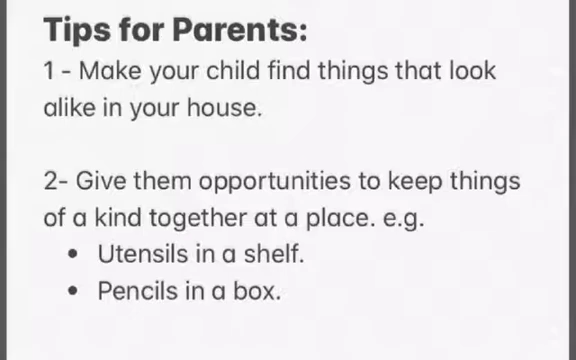 Tips for Parents:
1 - Make your child find things that look
alike in your house.
2- Give them opportunities to keep things
of a kind together at a place. e.g.
• Utensils in a shelf.
• Pencils in a box.